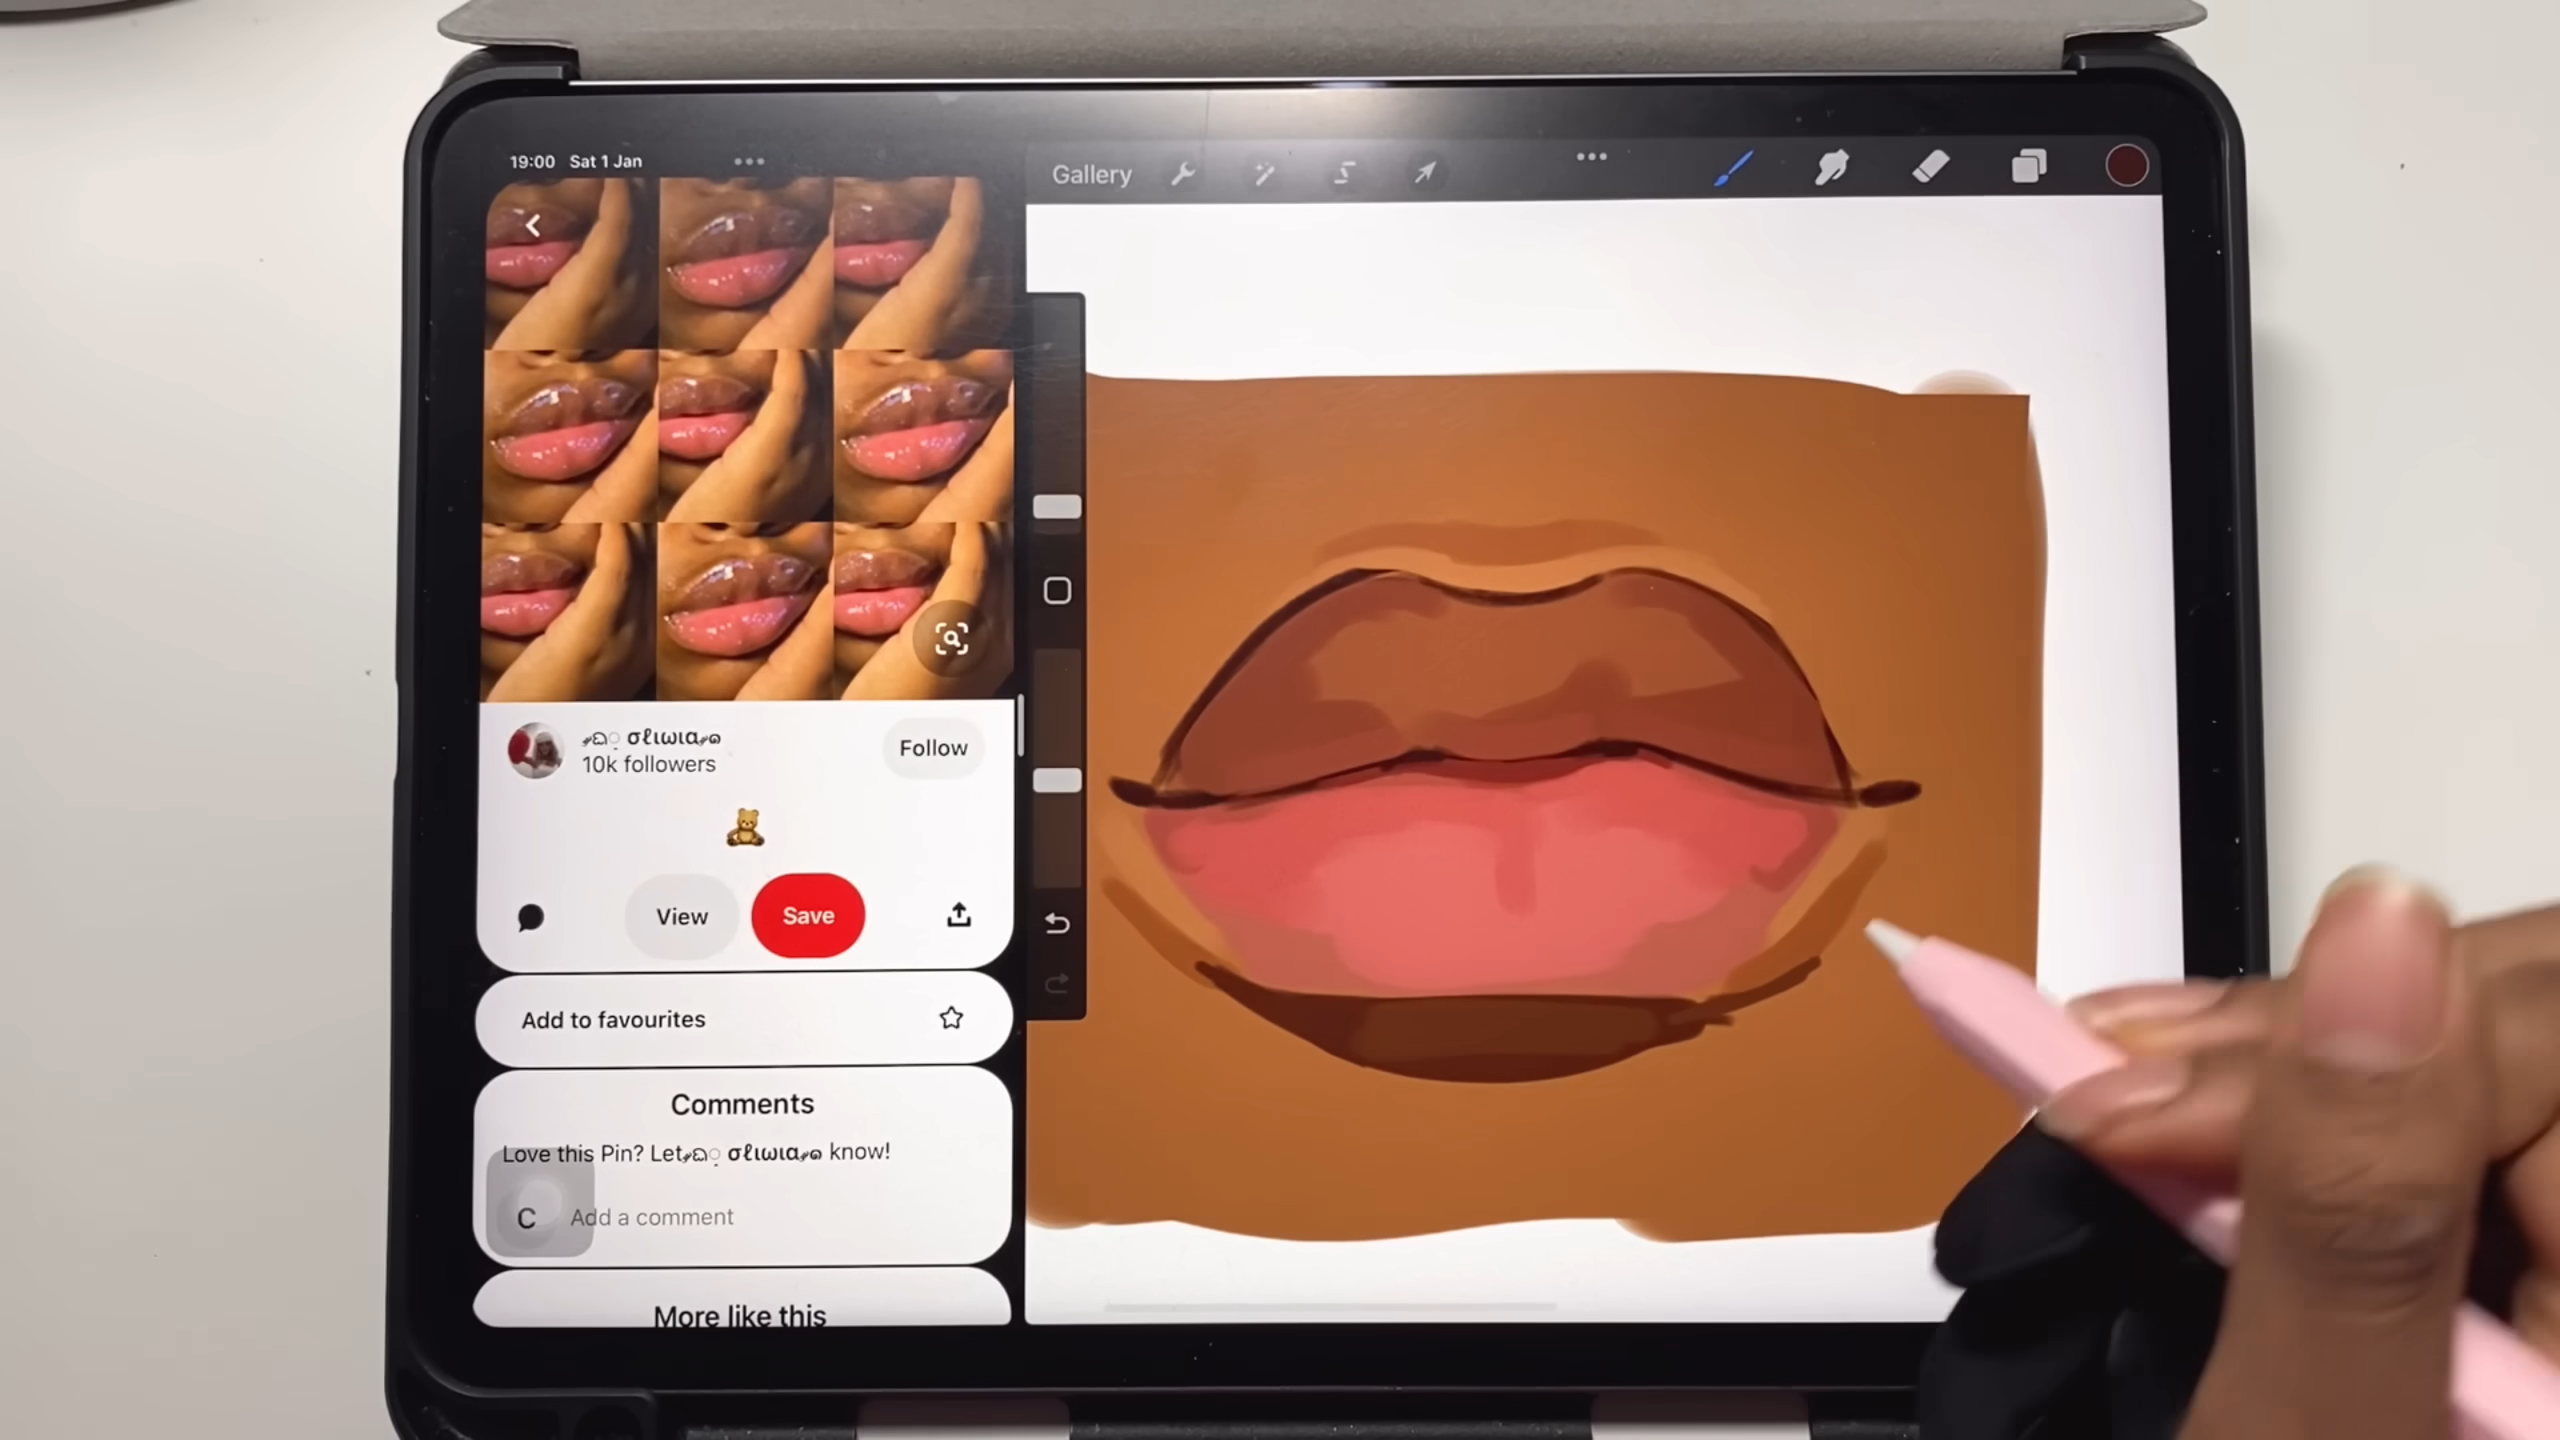 19:00 Sat 1 Jan
Gallery
σℓιωια
10k followers
Follow
View
Save
Add to favourites
Comments
Love this Pin? Let σℓιωια know!
C
Add a comment
More like this